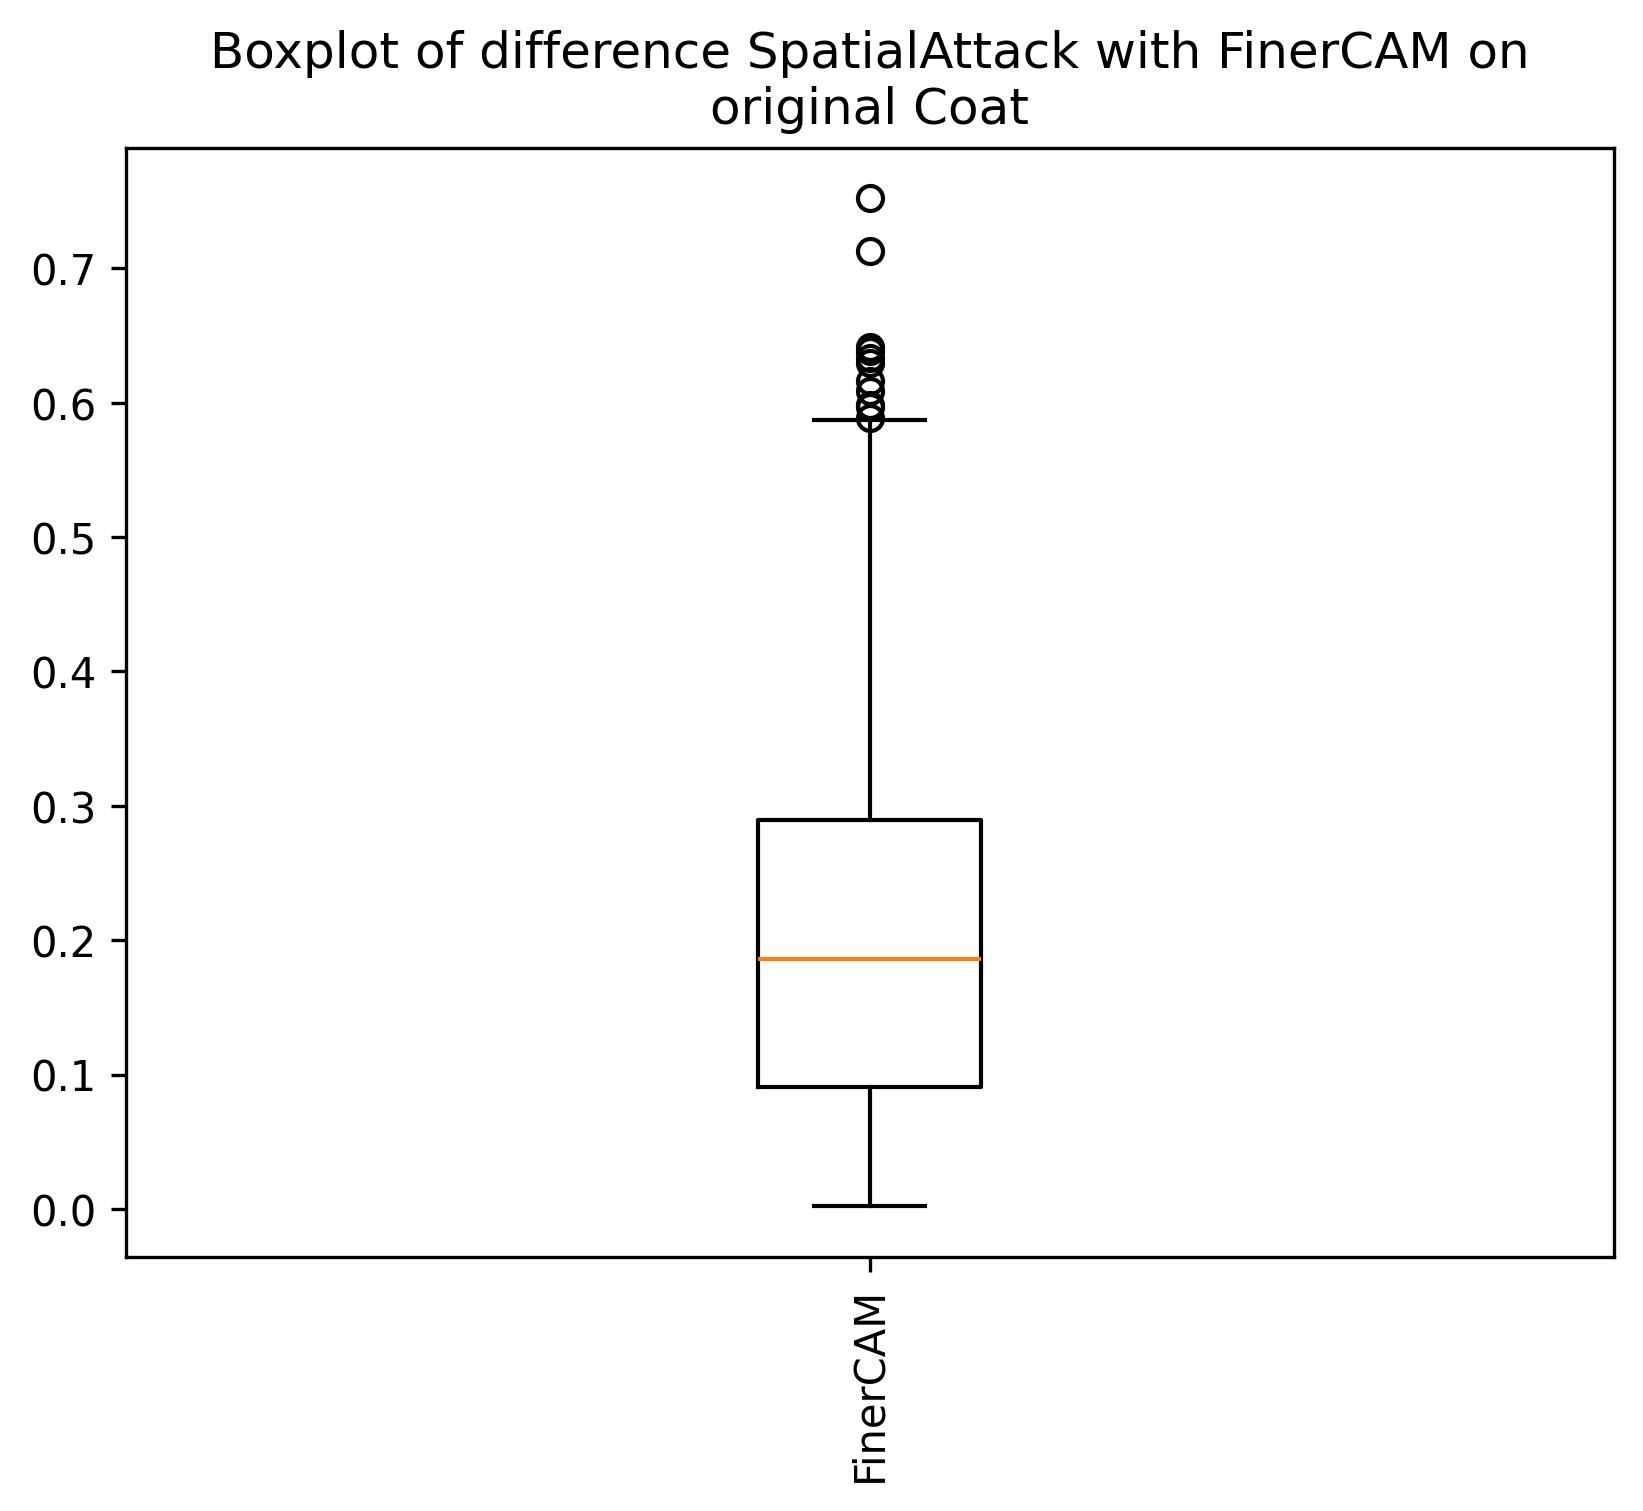 Boxplot of difference SpatialAttack with FinerCAM on
original Coat
0.7
0.6
0.5
0.4
0.3
0.2
0.1
0.0
FinerCAM